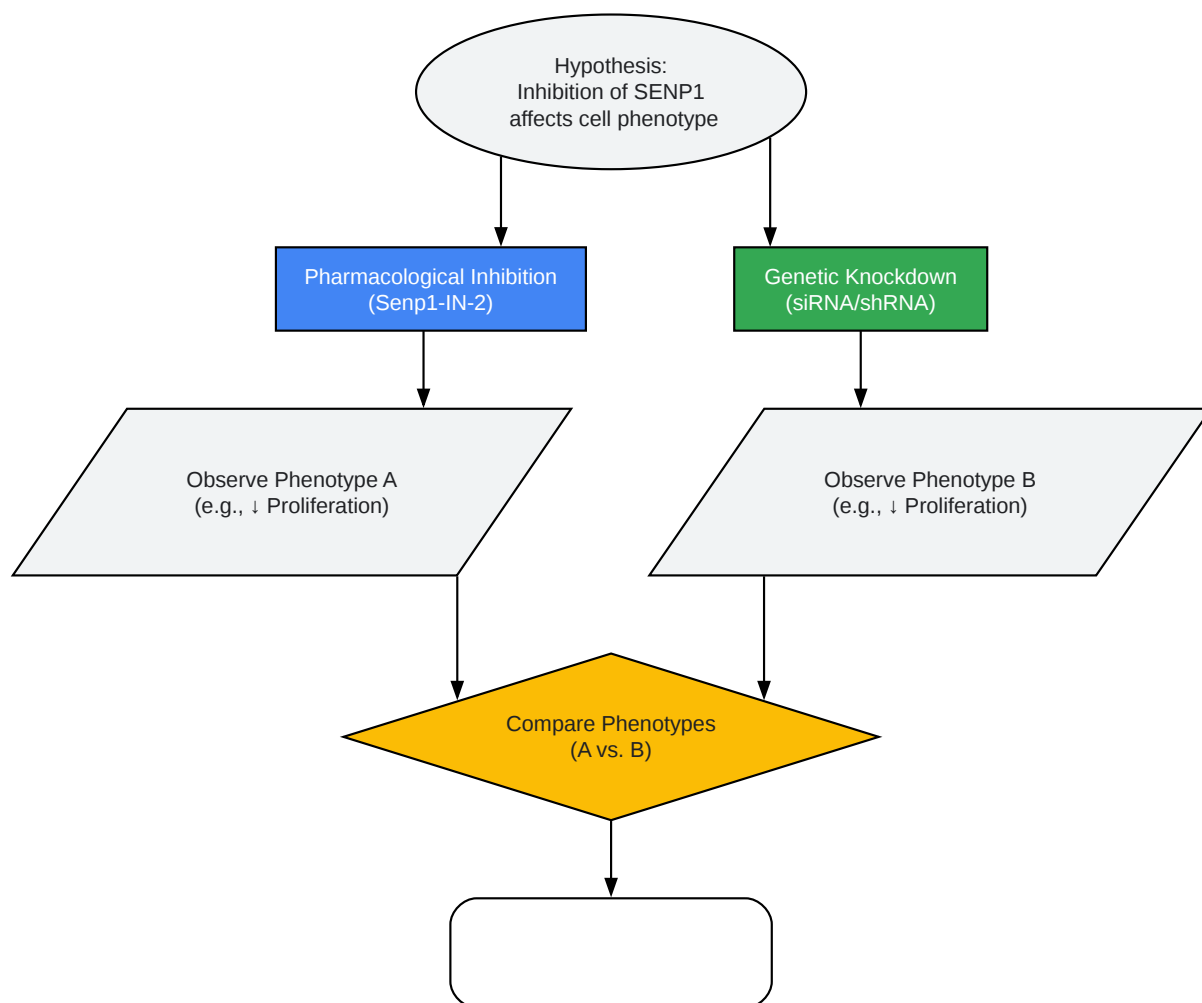 Hypothesis:
Inhibition of SENP1
affects cell phenotype
Pharmacological Inhibition
(Senp1-IN-2)
Genetic Knockdown
(siRNA/shRNA)
Observe Phenotype A
(e.g., ↓ Proliferation)
Observe Phenotype B
(e.g., ↓ Proliferation)
Compare Phenotypes
(A vs. B)